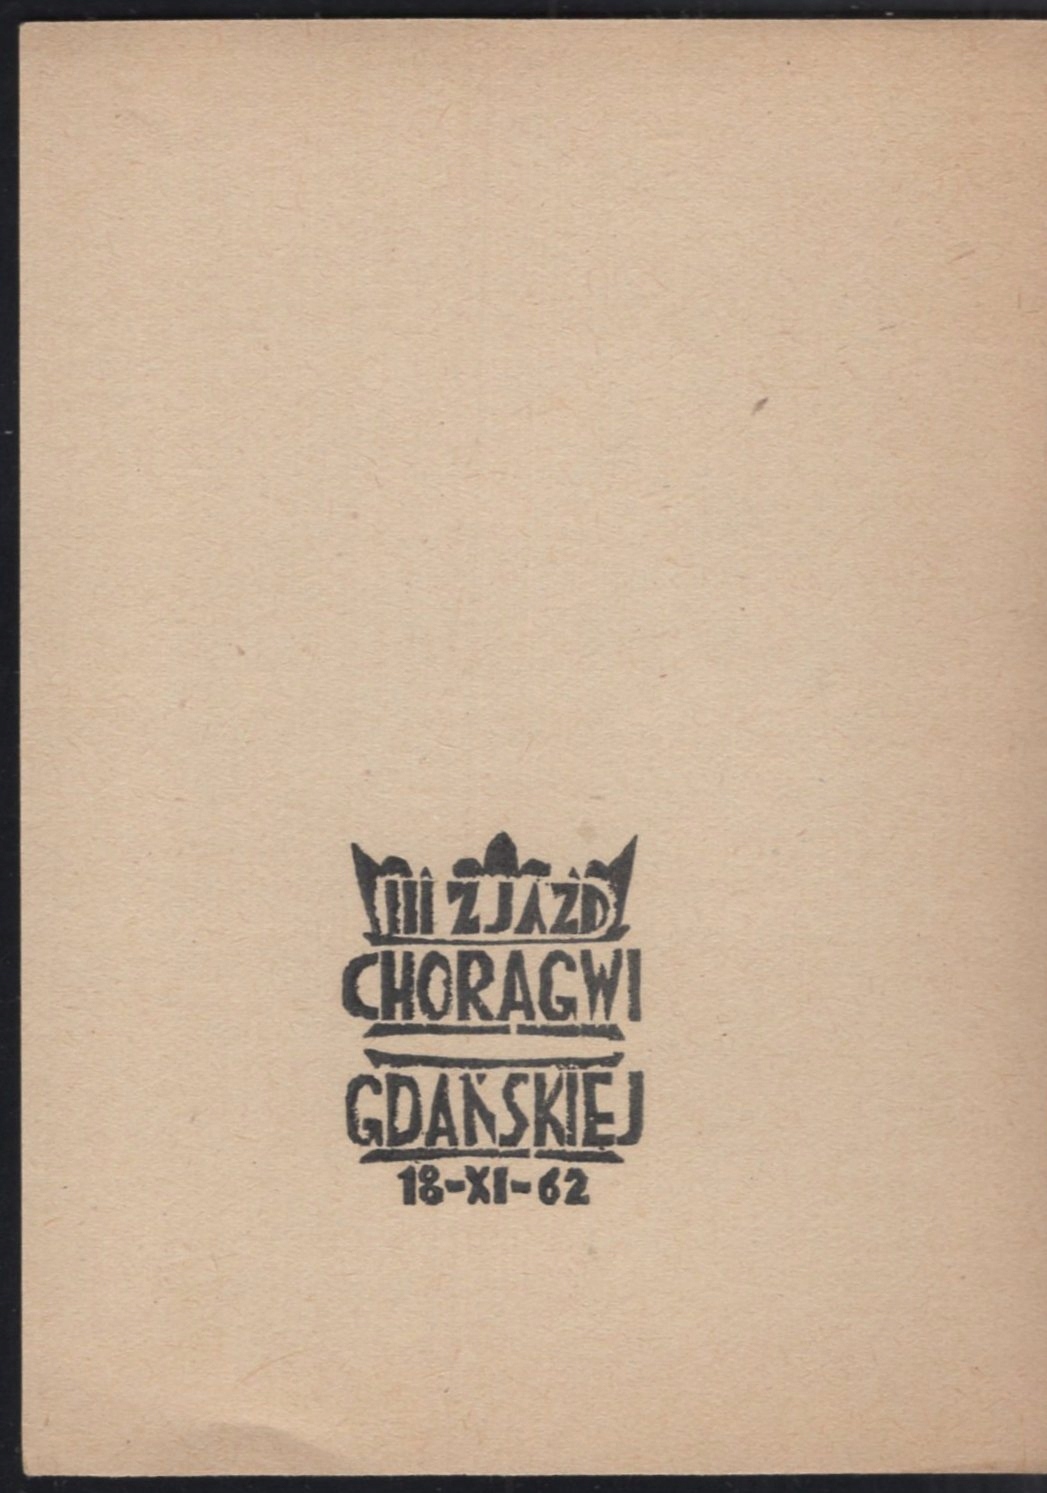 III ZJAZD
CHORAGWI
GDAŃSKIEJ
18-XI-62